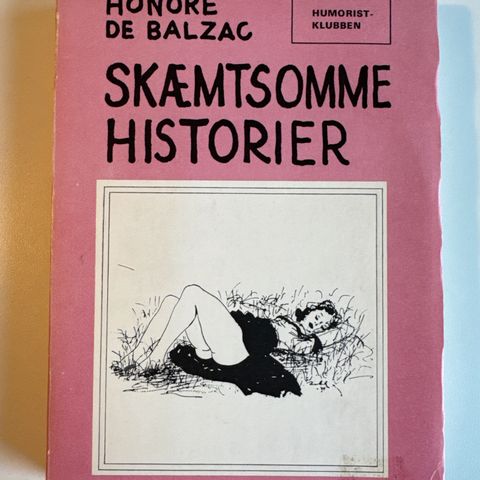 HONORÉ
DE BALZAC
HUMORIST-
KLUBBEN
SKÆMTSOMME
HISTORIER